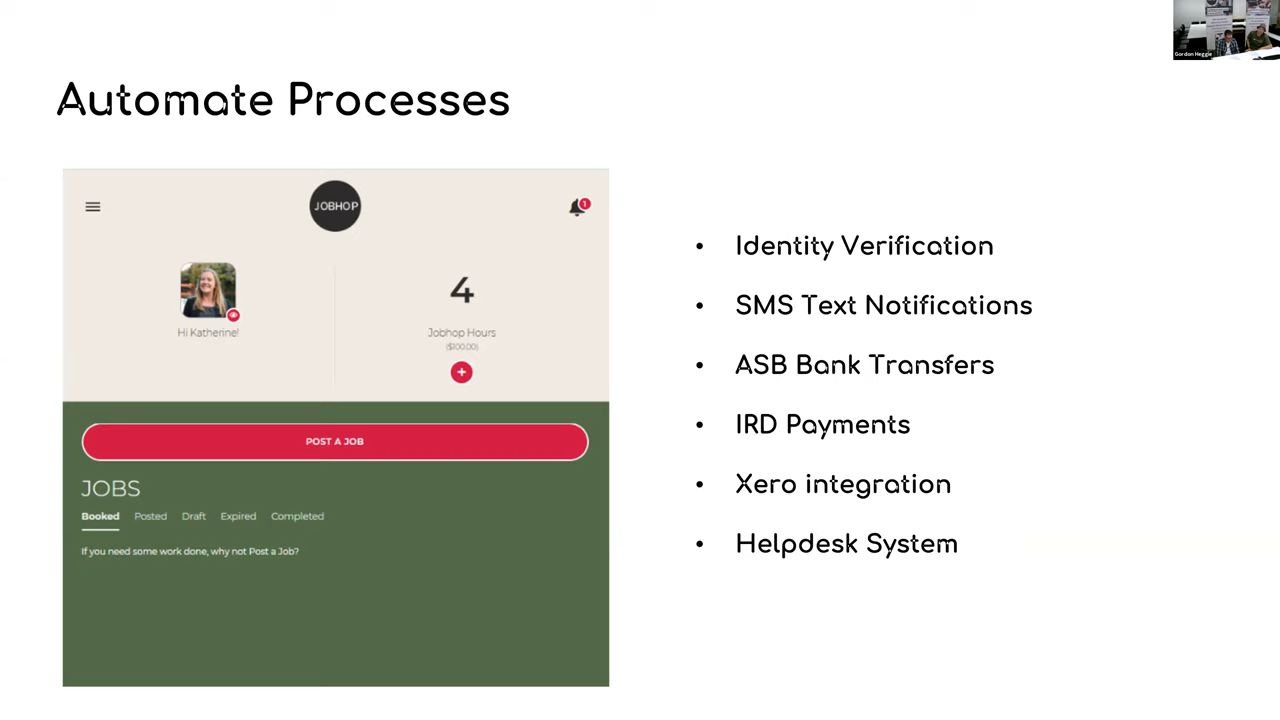 Gordon Heggie
Automate Processes
JOBHOP
1
Hi Katherine!
4
Jobhop Hours
($100.00)
+
POST A JOB
JOBS
Booked Posted Draft Expired Completed
If you need some work done, why not Post a Job?
• Identity Verification
• SMS Text Notifications
• ASB Bank Transfers
• IRD Payments
• Xero integration
• Helpdesk System